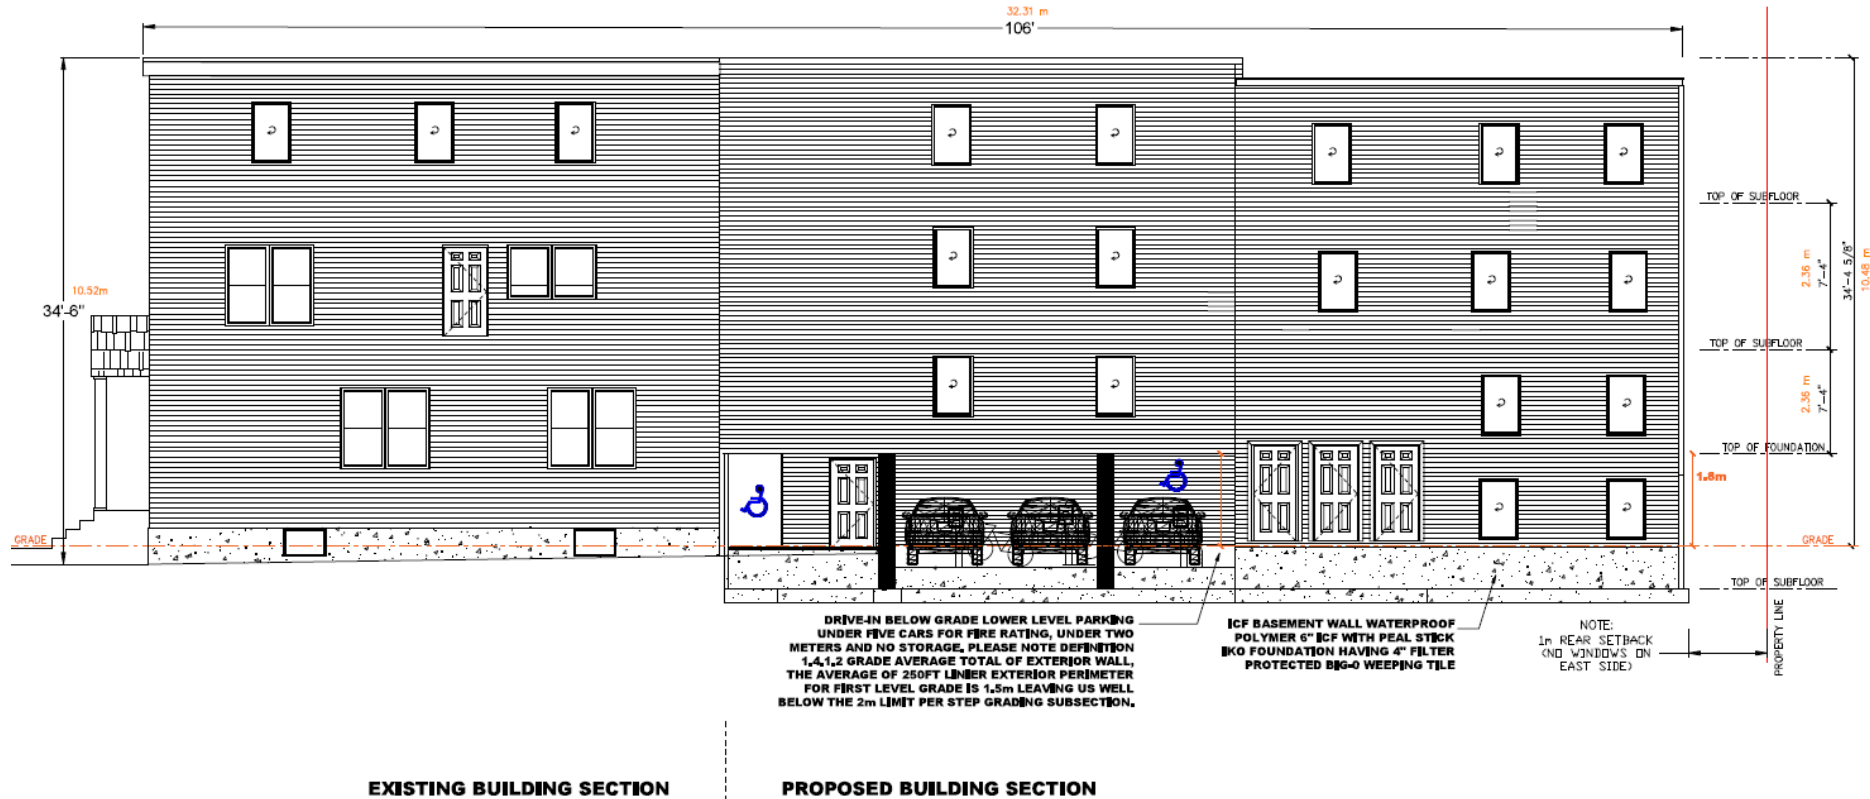 32.31 m
106'
10.52m
34'-6"
TOP OF SUBFLOOR
2.36 m
7'-4"
34'-4 5/8"
10.48 m
TOP OF SUBFLOOR
2.36 m
7'-4"
TOP OF FOUNDATION
1.8m
GRADE
GRADE
TOP OF SUBFLOOR
DRIVE-IN BELOW GRADE LOWER LEVEL PARKING
UNDER FIVE CARS FOR FIRE RATING, UNDER TWO
METERS AND NO STORAGE. PLEASE NOTE DEFINITION
1.4.1.2 GRADE AVERAGE TOTAL OF EXTERIOR WALL,
THE AVERAGE OF 250FT LINIER EXTERIOR PERIMETER
FOR FIRST LEVEL GRADE IS 1.5m LEAVING US WELL
BELOW THE 2m LIMIT PER STEP GRADING SUBSECTION.
ICF BASEMENT WALL WATERPROOF
POLYMER 6" ICF WITH PEAL STICK
IKO FOUNDATION HAVING 4" FILTER
PROTECTED BIG-O WEEPING TILE
NOTE:
1m REAR SETBACK
(NO WINDOWS ON
EAST SIDE)
PROPERTY LINE
EXISTING BUILDING SECTION
PROPOSED BUILDING SECTION